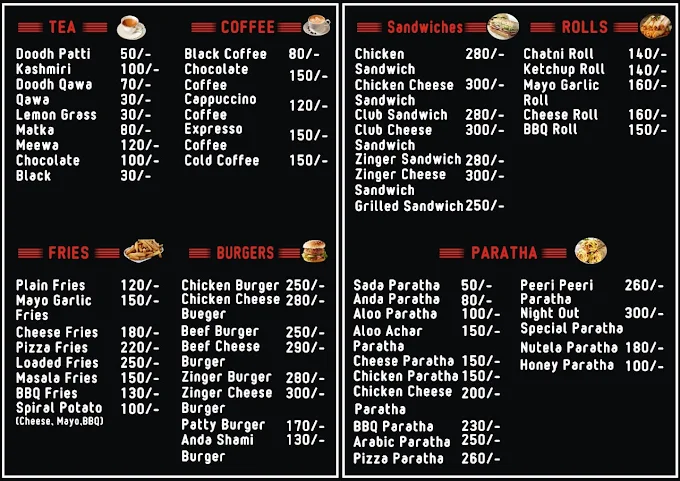 TEA
Doodh Patti 50/-
Kashmiri 100/-
Doodh Qawa 70/-
Qawa 30/-
Lemon Grass 30/-
Matka 80/-
Meewa 120/-
Chocolate 100/-
Black 30/-
COFFEE
Black Coffee 80/-
Chocolate
Coffee 150/-
Cappuccino
Coffee 120/-
Expresso
Coffee 150/-
Cold Coffee 150/-
FRIES
Plain Fries 120/-
Mayo Garlic 150/-
Fries
Cheese Fries 180/-
Pizza Fries 220/-
Loaded Fries 250/-
Masala Fries 150/-
BBQ Fries 130/-
Spiral Potato 100/-
(Cheese, Mayo,BBQ)
BURGERS
Chicken Burger 250/-
Chicken Cheese 280/-
Bueger
Beef Burger 250/-
Beef Cheese 290/-
Burger
Zinger Burger 280/-
Zinger Cheese 300/-
Burger
Patty Burger 170/-
Anda Shami 130/-
Burger
Sandwiches
Chicken 280/-
Sandwich
Chicken Cheese 300/-
Sandwich
Club Sandwich 280/-
Club Cheese 300/-
Sandwich
Zinger Sandwich 280/-
Zinger Cheese 300/-
Sandwich
Grilled Sandwich 250/-
ROLLS
Chatni Roll 140/-
Ketchup Roll 140/-
Mayo Garlic 160/-
Roll
Cheese Roll 160/-
BBQ Roll 150/-
PARATHA
Sada Paratha 50/-
Anda Paratha 80/-
Aloo Paratha 100/-
Aloo Achar 150/-
Paratha
Cheese Paratha 150/-
Chicken Paratha 150/-
Chicken Cheese 200/-
Paratha
BBQ Paratha 230/-
Arabic Paratha 250/-
Pizza Paratha 260/-
Peeri Peeri 260/-
Paratha
Night Out 300/-
Special Paratha
Nutela Paratha 180/-
Honey Paratha 100/-